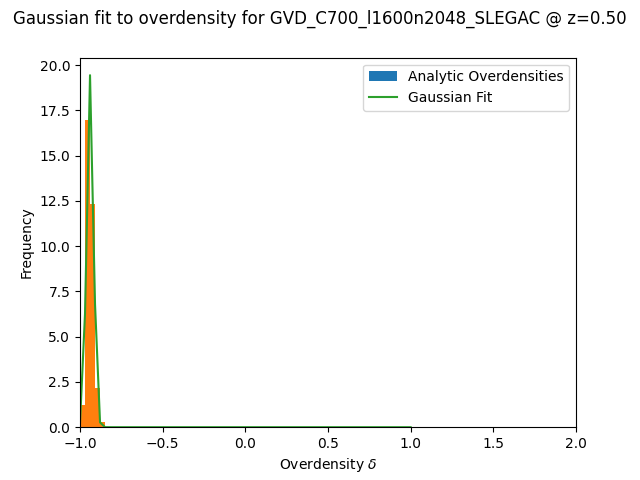 Gaussian fit to overdensity for GVD_C700_l1600n2048_SLEGAC @ z=0.50
20.0
17.5
15.0
12.5
10.0
7.5
5.0
2.5
0.0
Frequency
Analytic Overdensities
Gaussian Fit
−1.0 −0.5 0.0 0.5 1.0 1.5 2.0
Overdensity δ